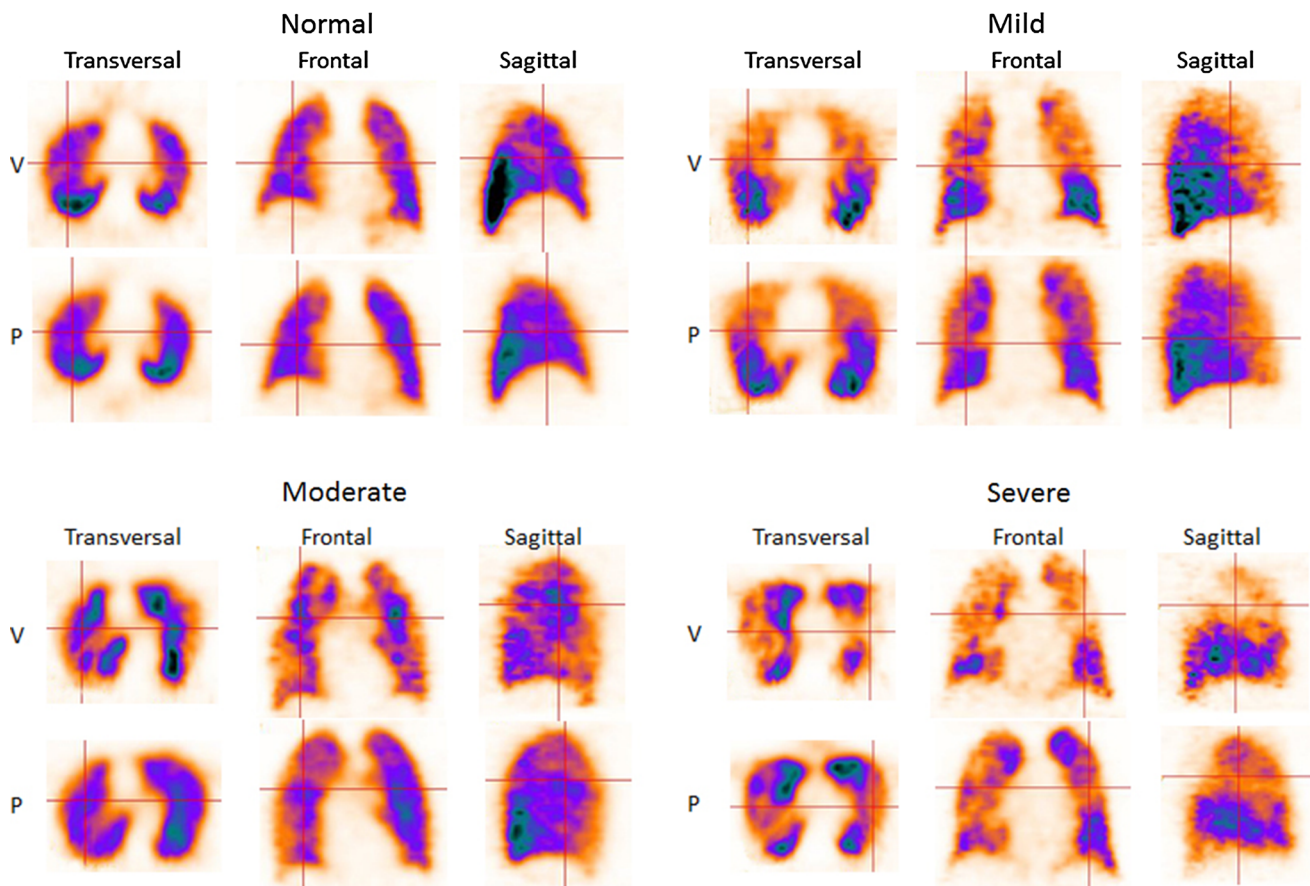 Normal
Mild
Transversal Frontal Sagittal
Transversal Frontal Sagittal
V
V
P
P
Moderate
Severe
Transversal Frontal Sagittal
Transversal Frontal Sagittal
V
V
P
P